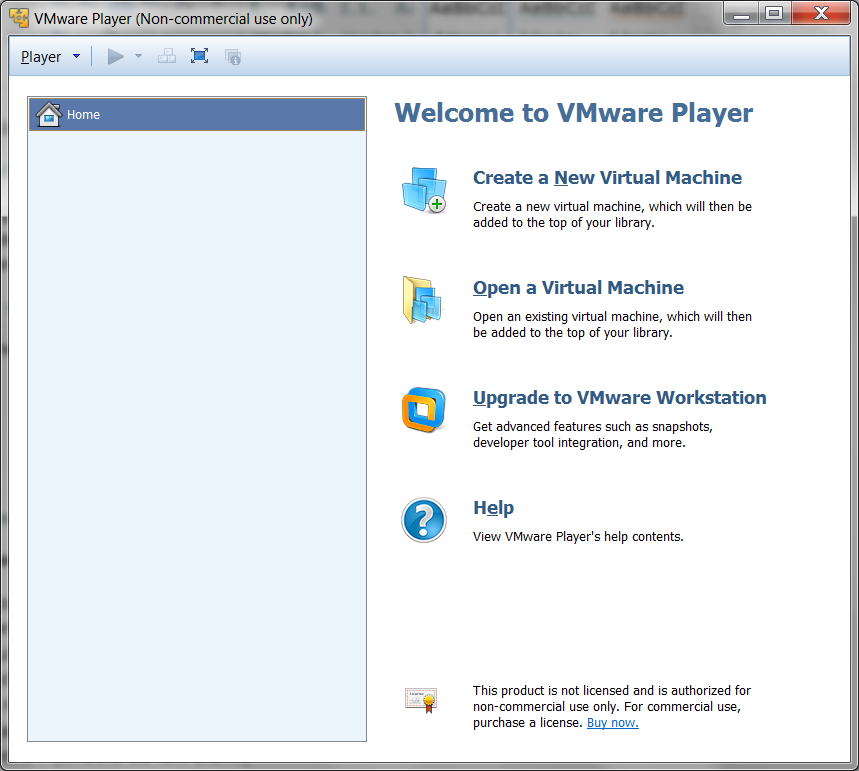 VMware Player (Non-commercial use only)
Player
Home
Welcome to VMware Player
Create a New Virtual Machine
Create a new virtual machine, which will then be
added to the top of your library.
Open a Virtual Machine
Open an existing virtual machine, which will then
be added to the top of your library.
Upgrade to VMware Workstation
Get advanced features such as snapshots,
developer tool integration, and more.
Help
View VMware Player's help contents.
This product is not licensed and is authorized for
non-commercial use only. For commercial use,
purchase a license. Buy now.